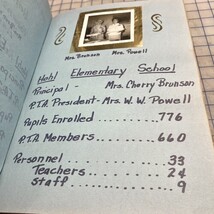 Mrs. Bronson Mrs. Powell
Hohl Elementary School
Principal - Mrs. Cherry Bronson
P.T.A. President - Mrs. W. W. Powell
Pupils Enrolled ..........776
P.T.A. Members ..........660
Personnel ................33
Teachers ............24
Staff ................9